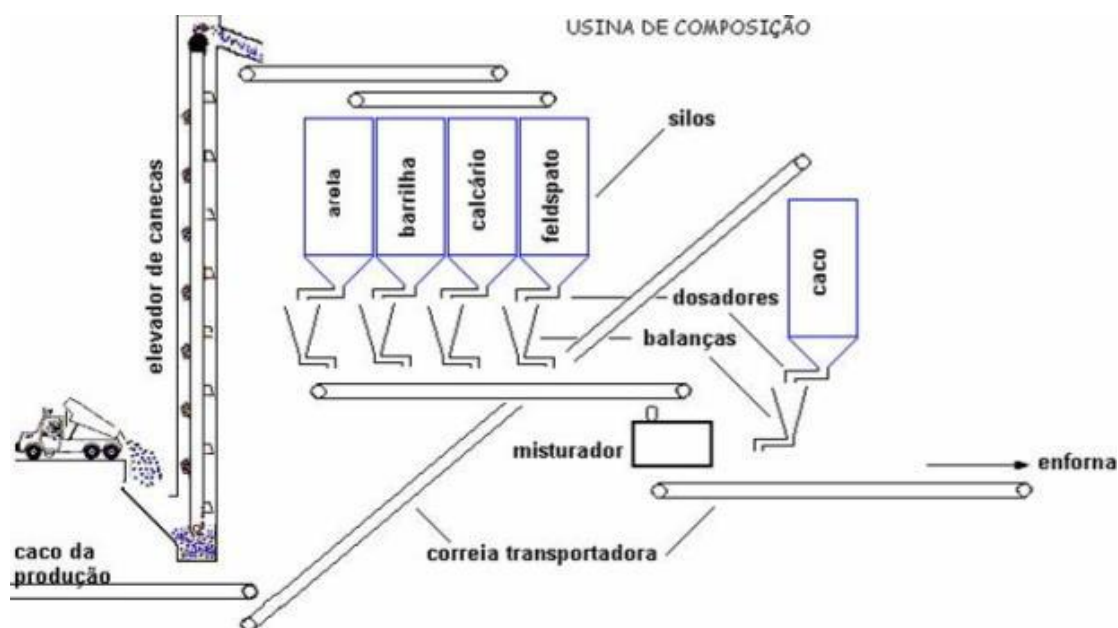 USINA DE COMPOSIÇÃO
silos
areia
barrilha
calcário
feldspato
caco
elevador de canecas
dosadores
balanças
misturador
enforna
correia transportadora
caco da
produção